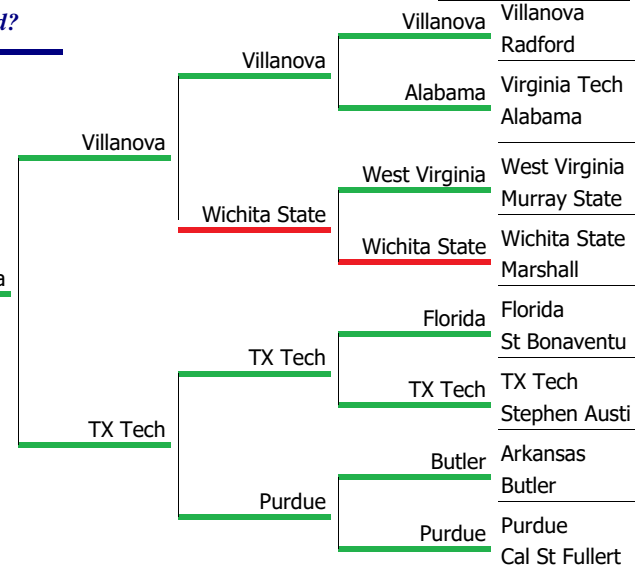 Villanova
Radford
Virginia Tech
Alabama
West Virginia
Murray State
Wichita State
Marshall
Florida
St Bonaventu
TX Tech
Stephen Austi
Arkansas
Butler
Purdue
Cal St Fullert
Villanova
Alabama
West Virginia
Wichita State
Florida
TX Tech
Butler
Purdue
Villanova
Wichita State
TX Tech
Purdue
Villanova
TX Tech